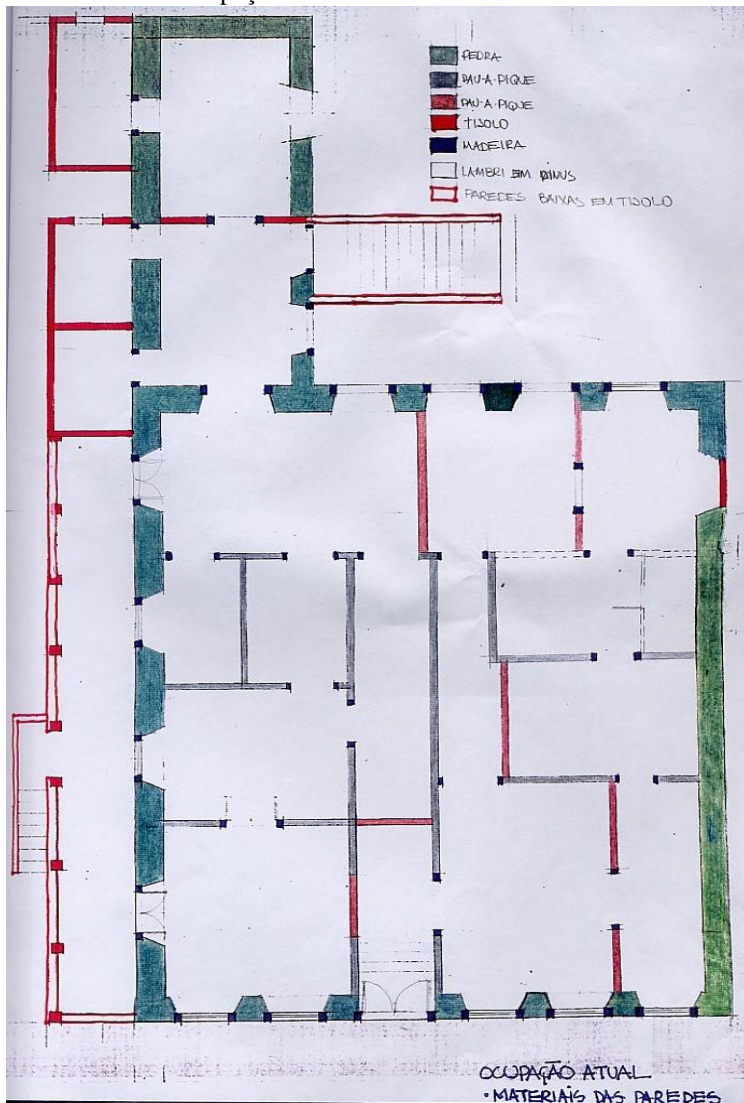 PEDRA
PAU-A-PIQUE
PAU-A-PIQUE
TIJOLO
MADEIRA
LAMBRI EM PINUS
PAREDES BAIXAS EM TIJOLO
OCUPAÇÃO ATUAL
• MATERIAIS DAS PAREDES